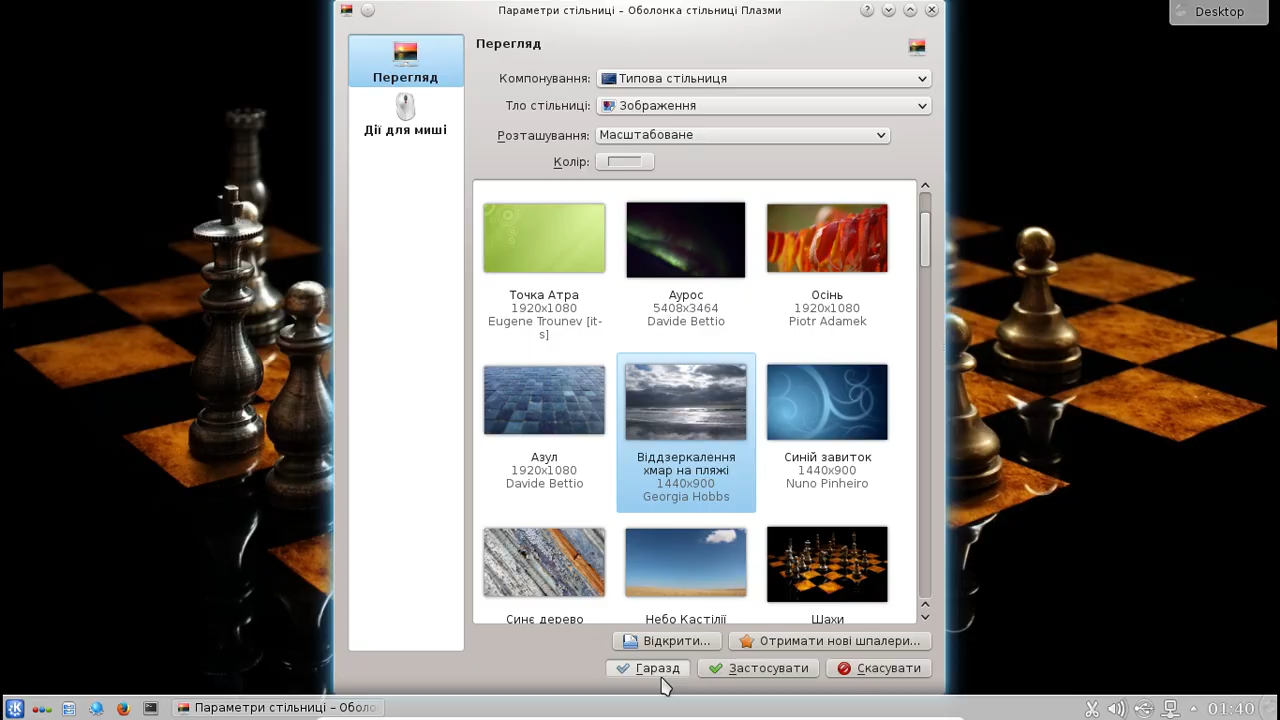 Параметри стільниці – Оболонка стільниці Плазми
Desktop
Перегляд
Дії для миші
Перегляд
Компонування: Типова стільниця
Тло стільниці: Зображення
Розташування: Масштабоване
Колір:
Точка Атра
1920x1080
Eugene Trounev [it-
s]
Аурос
5408x3464
Davide Bettio
Осінь
1920x1080
Piotr Adamek
Азул
1920x1080
Davide Bettio
Віддзеркалення
хмар на пляжі
1440x900
Georgia Hobbs
Синій завиток
1440x900
Nuno Pinheiro
Синє дерево
Небо Кастілії
Шахи
Відкрити...
Отримати нові шпалери...
Гаразд
Застосувати
Скасувати
Параметри стільниці – Оболо
01:40